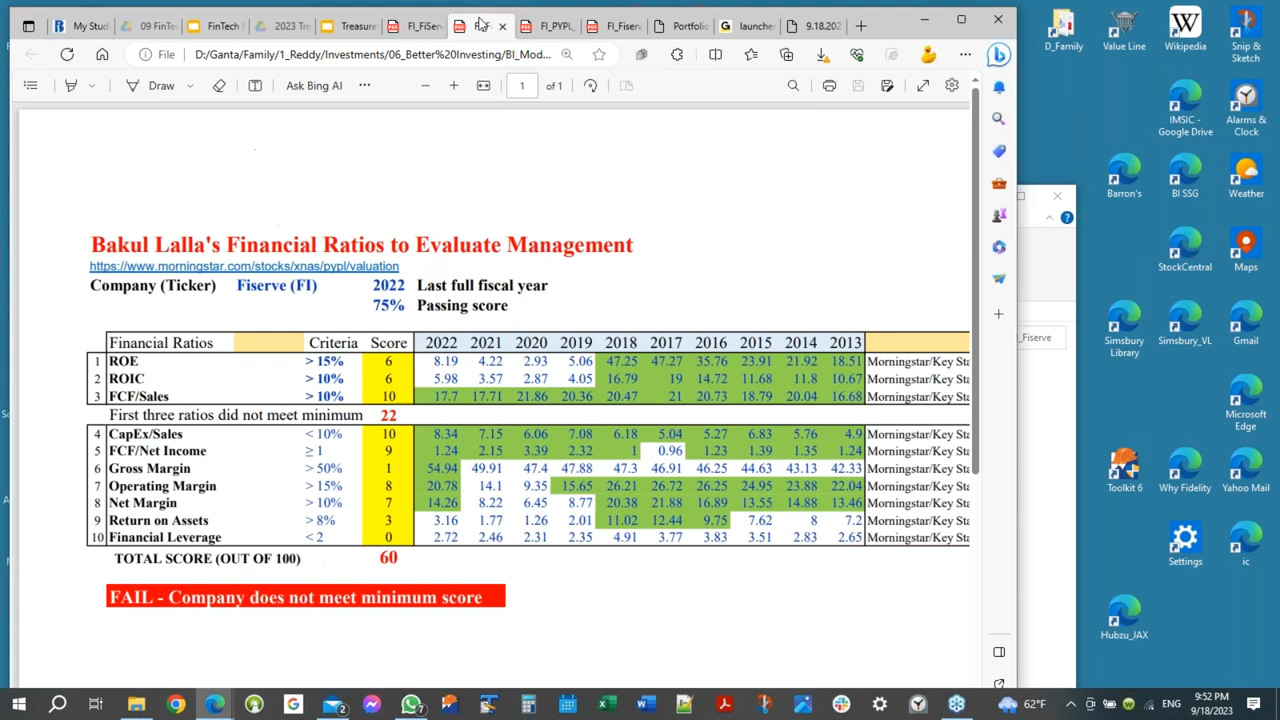 My Stud
09 FinTe
FinTech
2023 Trea
Treasure
FI_FiSer
FI_PYPL_
FI_Fiserv
Portfolio
launcher
9.18.202
File
D:/Ganta/Family/1_Reddy/Investments/06_Better%20Investing/BI_Mod...
Draw
Ask Bing AI
1 of 1
Bakul Lalla's Financial Ratios to Evaluate Management
https://www.morningstar.com/stocks/xnas/pypl/valuation
Company (Ticker) Fiserve (FI) 2022 Last full fiscal year
75% Passing score
Financial Ratios Criteria Score 2022 2021 2020 2019 2018 2017 2016 2015 2014 2013
1 ROE > 15% 6 8.19 4.22 2.93 5.06 47.25 47.27 35.76 23.91 21.92 18.51 Morningstar/Key Sta
2 ROIC > 10% 6 5.98 3.57 2.87 4.05 16.79 19 14.72 11.68 11.8 10.67 Morningstar/Key Sta
3 FCF/Sales > 10% 10 17.7 17.71 21.86 20.36 20.47 21 20.73 18.79 20.04 16.68 Morningstar/Key Sta
First three ratios did not meet minimum 22
4 CapEx/Sales < 10% 10 8.34 7.15 6.06 7.08 6.18 5.04 5.27 6.83 5.76 4.9 Morningstar/Key Sta
5 FCF/Net Income ≥ 1 9 1.24 2.15 3.39 2.32 1 0.96 1.23 1.39 1.35 1.24 Morningstar/Key Sta
6 Gross Margin > 50% 1 54.94 49.91 47.4 47.88 47.3 46.91 46.25 44.63 43.13 42.33 Morningstar/Key Sta
7 Operating Margin > 15% 8 20.78 14.1 9.35 15.65 26.21 26.72 26.25 24.95 23.88 22.04 Morningstar/Key Sta
8 Net Margin > 10% 7 14.26 8.22 6.45 8.77 20.38 21.88 16.89 13.55 14.88 13.46 Morningstar/Key Sta
9 Return on Assets > 8% 3 3.16 1.77 1.26 2.01 11.02 12.44 9.75 7.62 8 7.2 Morningstar/Key Sta
10 Financial Leverage < 2 0 2.72 2.46 2.31 2.35 4.91 3.77 3.83 3.51 2.83 2.65 Morningstar/Key Sta
TOTAL SCORE (OUT OF 100) 60
FAIL - Company does not meet minimum score
_Fiserve
D_Family
Value Line
Wikipedia
Snip & Sketch
IMSIC - Google Drive
Alarms & Clock
Barron's
BI SSG
Weather
StockCentral
Maps
Simsbury Library
Simsbury_VL
Gmail
Microsoft Edge
Toolkit 6
Why Fidelity
Yahoo Mail
Settings
ic
Hubzu_JAX
62°F
ENG
9:52 PM
9/18/2023